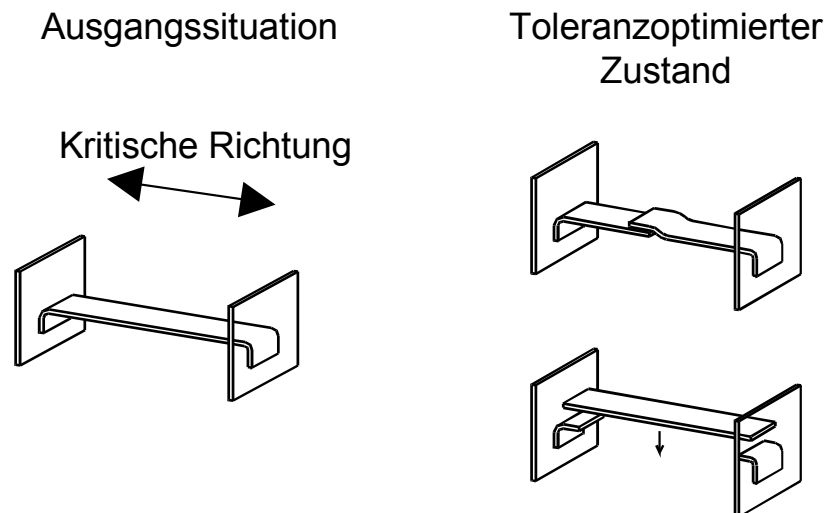 Ausgangssituation
Toleranzoptimierter
Zustand
Kritische Richtung